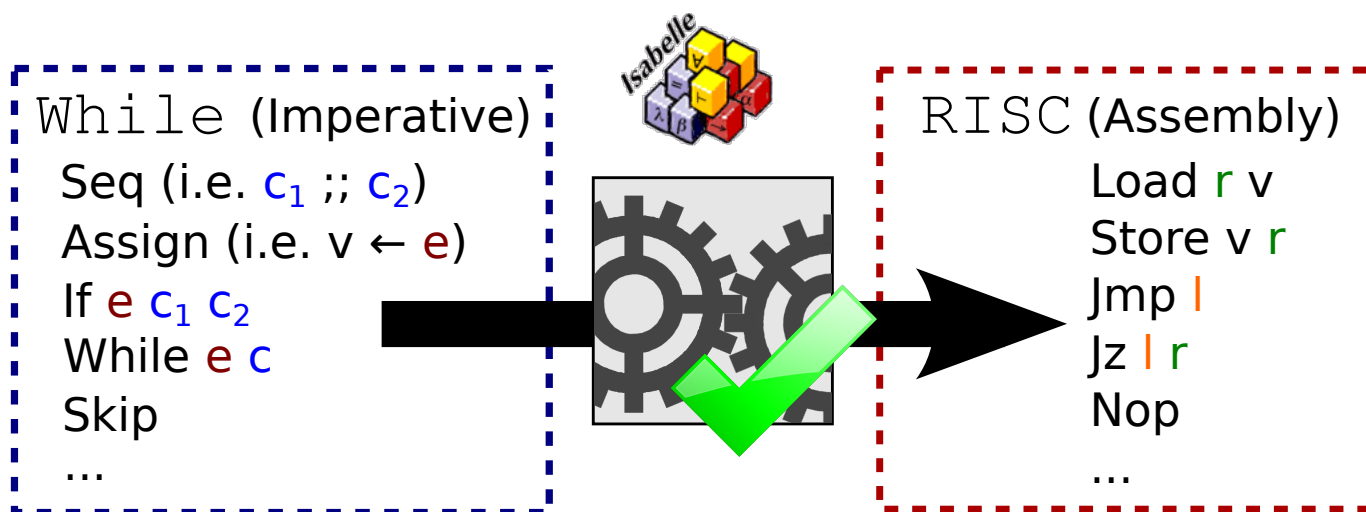 Isabelle
∀
=
λ
β
→
α
While (Imperative)
Seq (i.e. c₁ ;; c₂)
Assign (i.e. v ← e)
If e c₁ c₂
While e c
Skip
...
RISC (Assembly)
Load r v
Store v r
Jmp l
Jz l r
Nop
...